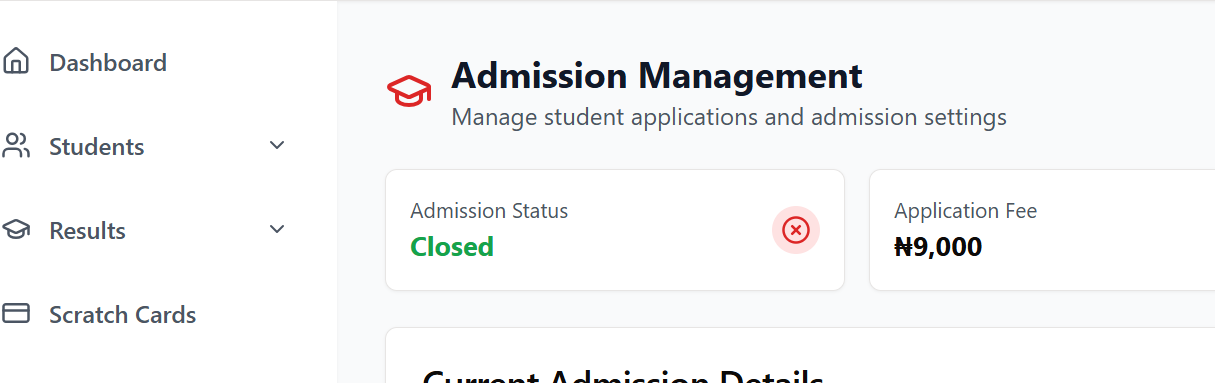 Dashboard
Students
Results
Scratch Cards
Admission Management
Manage student applications and admission settings
Admission Status
Closed
Application Fee
₦9,000
Current Admission Details